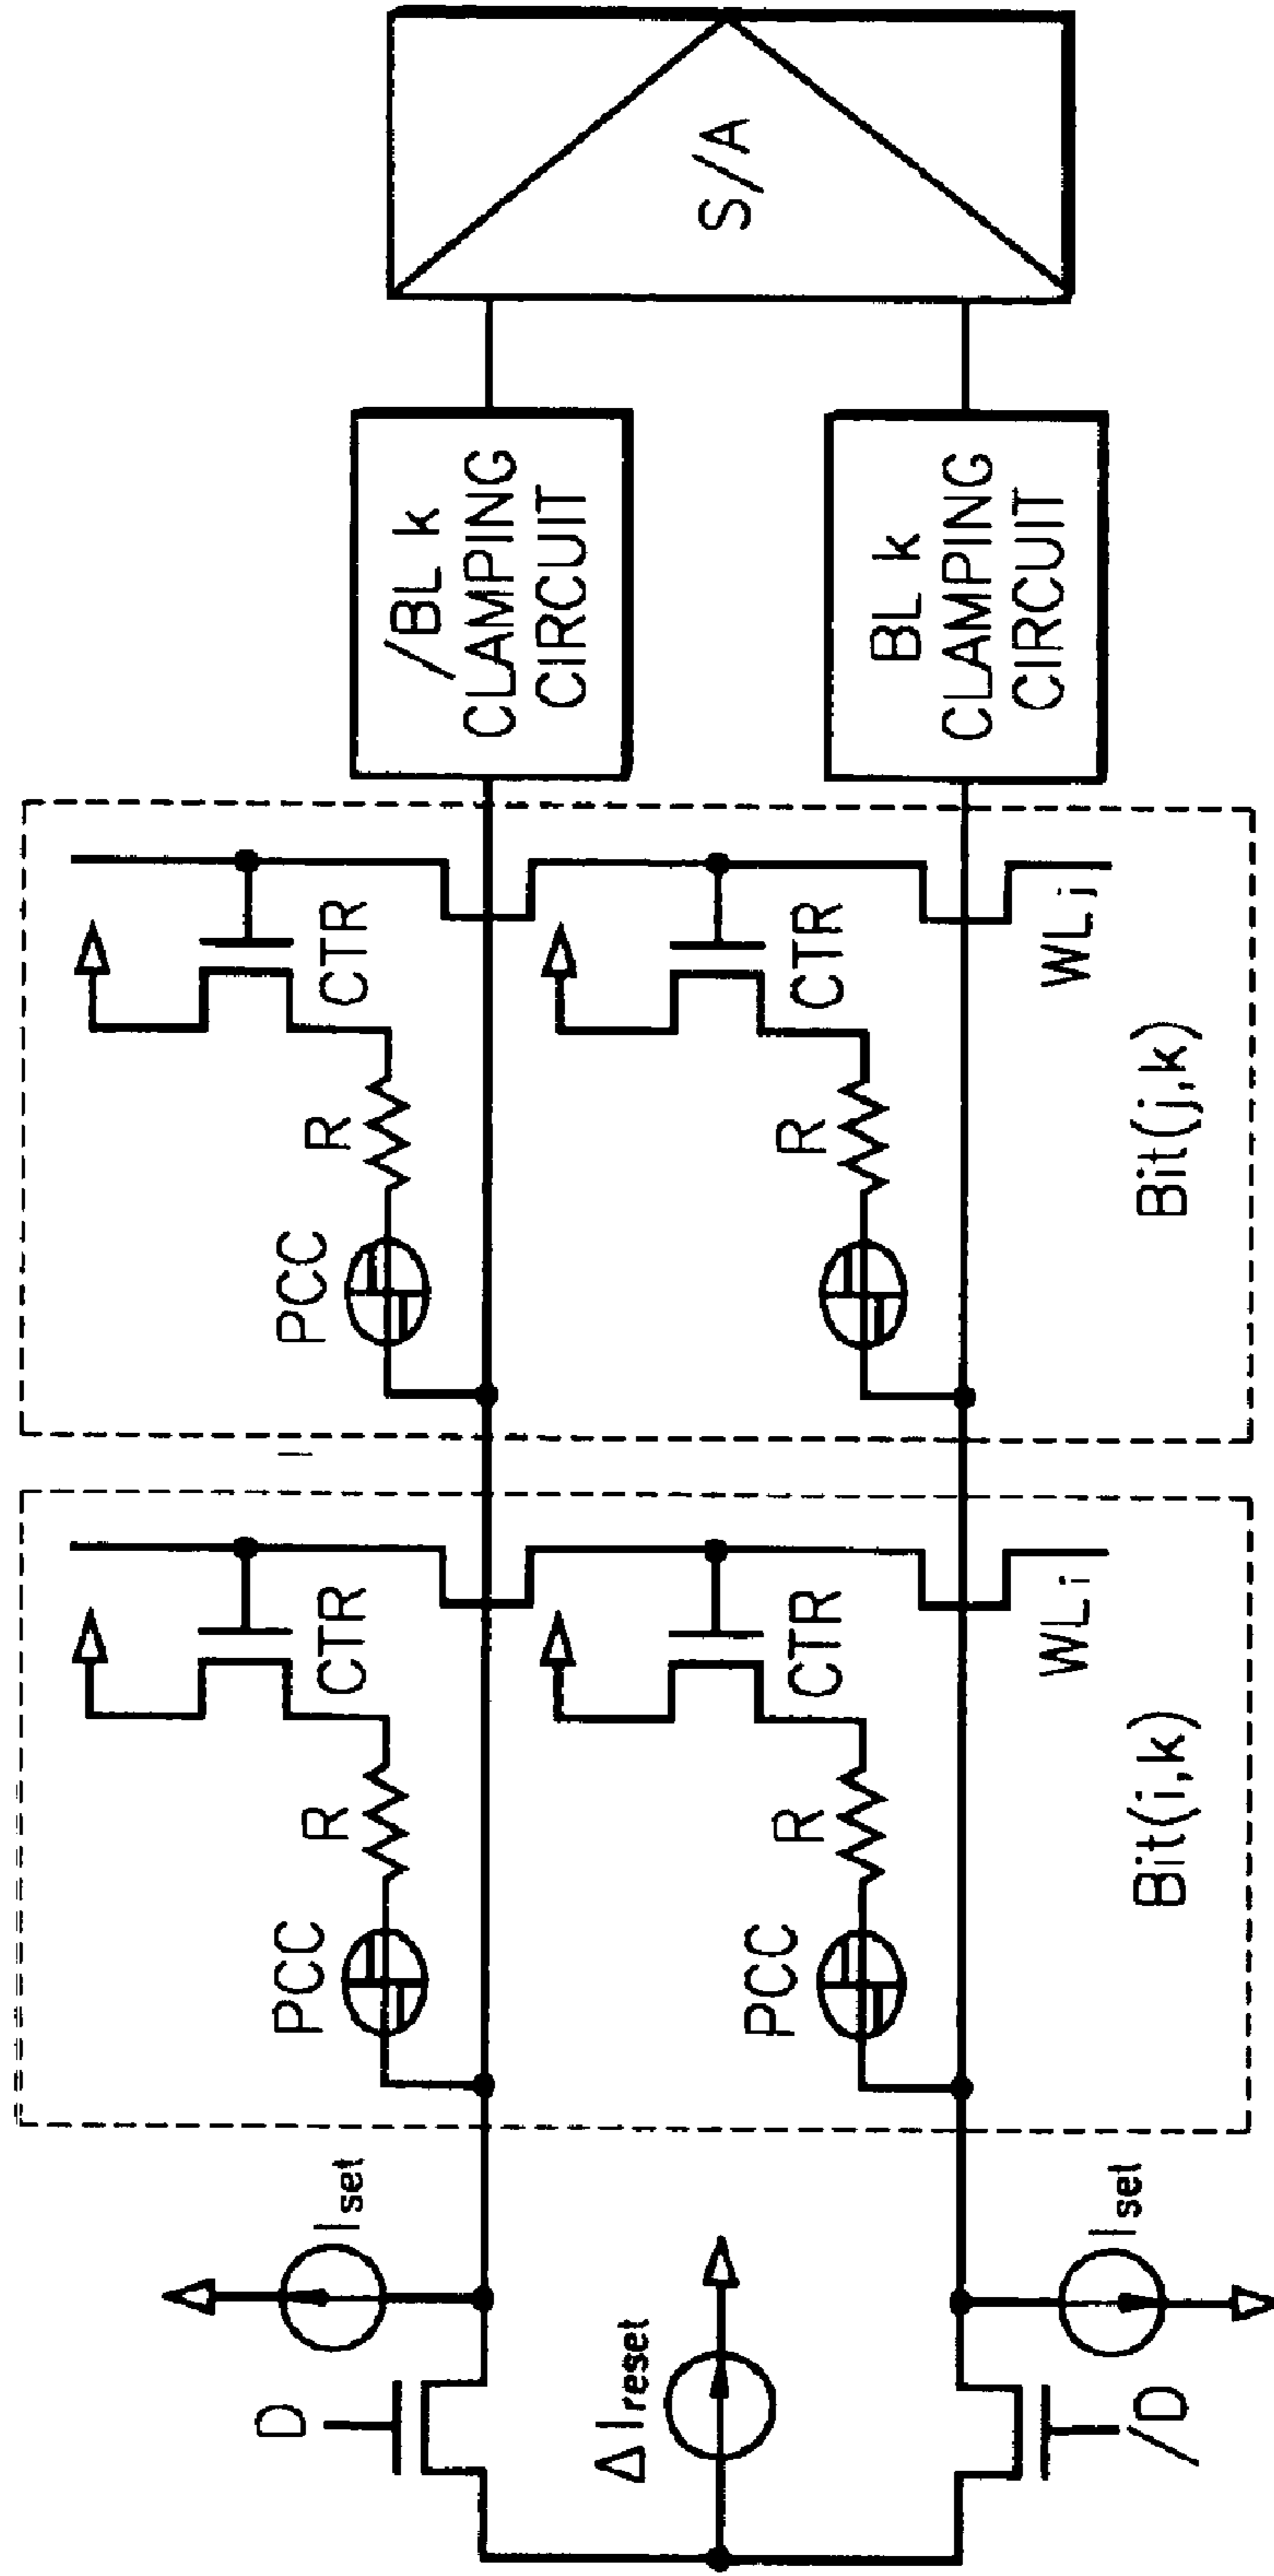 S/A
/BL k
CLAMPING
CIRCUIT
BL k
CLAMPING
CIRCUIT
CTR
R
PCC
CTR
R
WLj
Bit(j,k)
CTR
R
PCC
CTR
R
PCC
WLi
Bit(i,k)
Iset
D
ΔIreset
Iset
/D